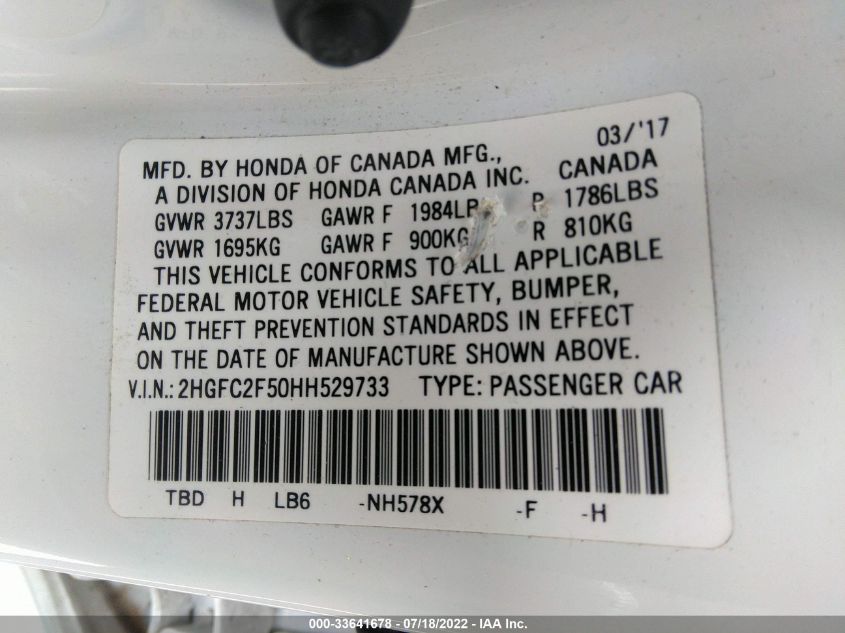 03/'17
MFD. BY HONDA OF CANADA MFG.,
A DIVISION OF HONDA CANADA INC. CANADA
GVWR 3737LBS GAWR F 1984LB R 1786LBS
GVWR 1695KG GAWR F 900KG R 810KG
THIS VEHICLE CONFORMS TO ALL APPLICABLE
FEDERAL MOTOR VEHICLE SAFETY, BUMPER,
AND THEFT PREVENTION STANDARDS IN EFFECT
ON THE DATE OF MANUFACTURE SHOWN ABOVE.
V.I.N.: 2HGFC2F50HH529733 TYPE: PASSENGER CAR
TBD H LB6 -NH578X -F -H
000-33641678 - 07/18/2022 - IAA Inc.